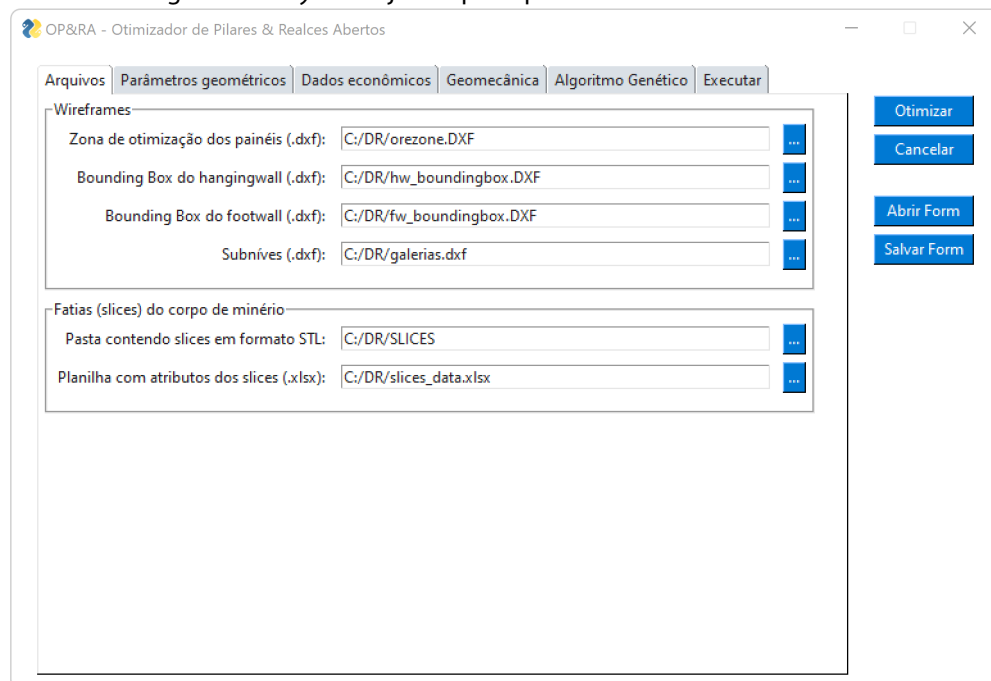 OP&RA - Otimizador de Pilares & Realces Abertos
Arquivos Parâmetros geométricos Dados econômicos Geomecânica Algoritmo Genético Executar
Wireframes
Zona de otimização dos painéis (.dxf): C:/DR/orezone.DXF ...
Bounding Box do hangingwall (.dxf): C:/DR/hw_boundingbox.DXF ...
Bounding Box do footwall (.dxf): C:/DR/fw_boundingbox.DXF ...
Subníves (.dxf): C:/DR/galerias.dxf ...
Fatias (slices) do corpo de minério
Pasta contendo slices em formato STL: C:/DR/SLICES ...
Planilha com atributos dos slices (.xlsx): C:/DR/slices_data.xlsx ...
Otimizar
Cancelar
Abrir Form
Salvar Form